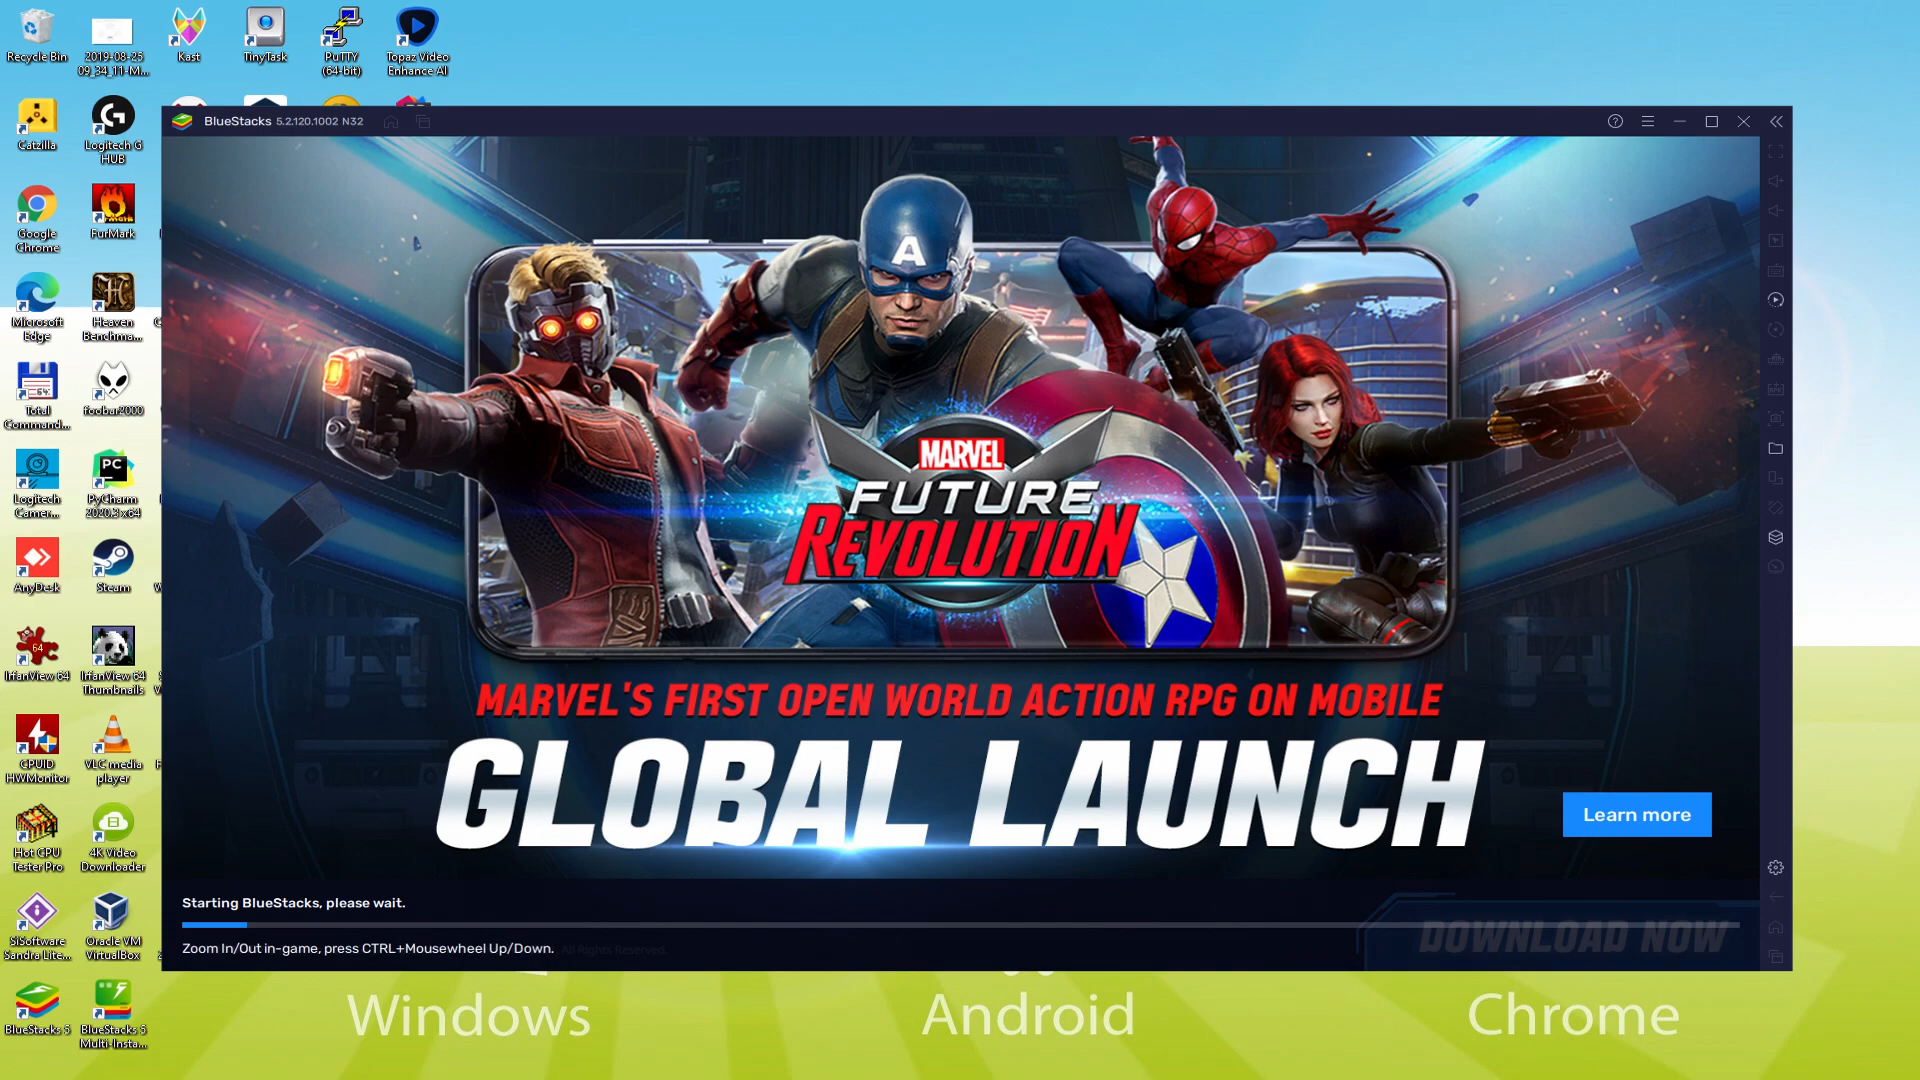 Recycle Bin
2019-08-25
09_34_11-M...
Kast
TinyTask
PuTTY
(64-bit)
Topaz Video
Enhance AI
Catzilla
Logitech G
HUB
Google
Chrome
FurMark
Microsoft
Edge
Heaven
Benchma...
Total
Command...
foobar2000
Logitech
Camer...
PC
PyCharm
2020.3 x64
AnyDesk
Steam
64
IrfanView 64
IrfanView 64
Thumbnails
CPUID
HWMonitor
VLC media
player
Hot CPU
Tester Pro
4K Video
Downloader
SiSoftware
Sandra Lite...
Oracle VM
VirtualBox
BlueStacks 5
BlueStacks 5
Multi-Insta...
BlueStacks 5.2.120.1002 N32
A
MARVEL
FUTURE
REVOLUTION
MARVEL'S FIRST OPEN WORLD ACTION RPG ON MOBILE
GLOBAL LAUNCH
Learn more
Starting BlueStacks, please wait.
DOWNLOAD NOW
Zoom In/Out in-game, press CTRL+Mousewheel Up/Down.
All Rights Reserved.
Windows
Android
Chrome